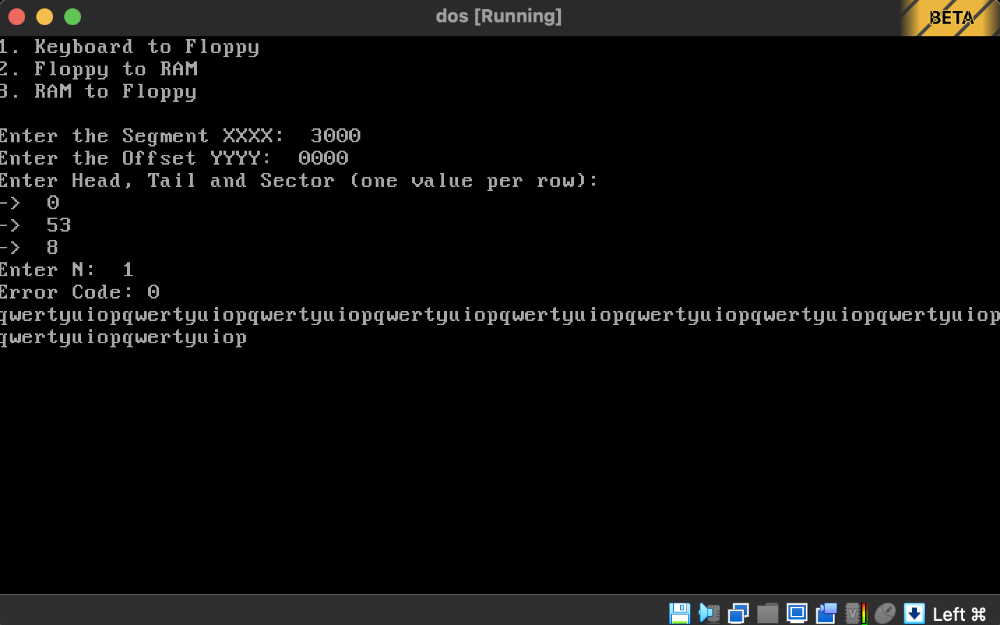 dos [Running]
BETA
1. Keyboard to Floppy
2. Floppy to RAM
3. RAM to Floppy
Enter the Segment XXXX:  3000
Enter the Offset YYYY:  0000
Enter Head, Tail and Sector (one value per row):
->  0
->  53
->  8
Enter N:  1
Error Code: 0
qwertyuiopqwertyuiopqwertyuiopqwertyuiopqwertyuiopqwertyuiopqwertyuiopqwertyuiop
qwertyuiopqwertyuiop
Left ⌘